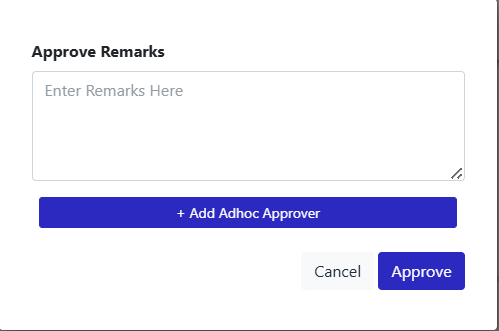 Approve Remarks
Enter Remarks Here
+ Add Adhoc Approver
Cancel Approve